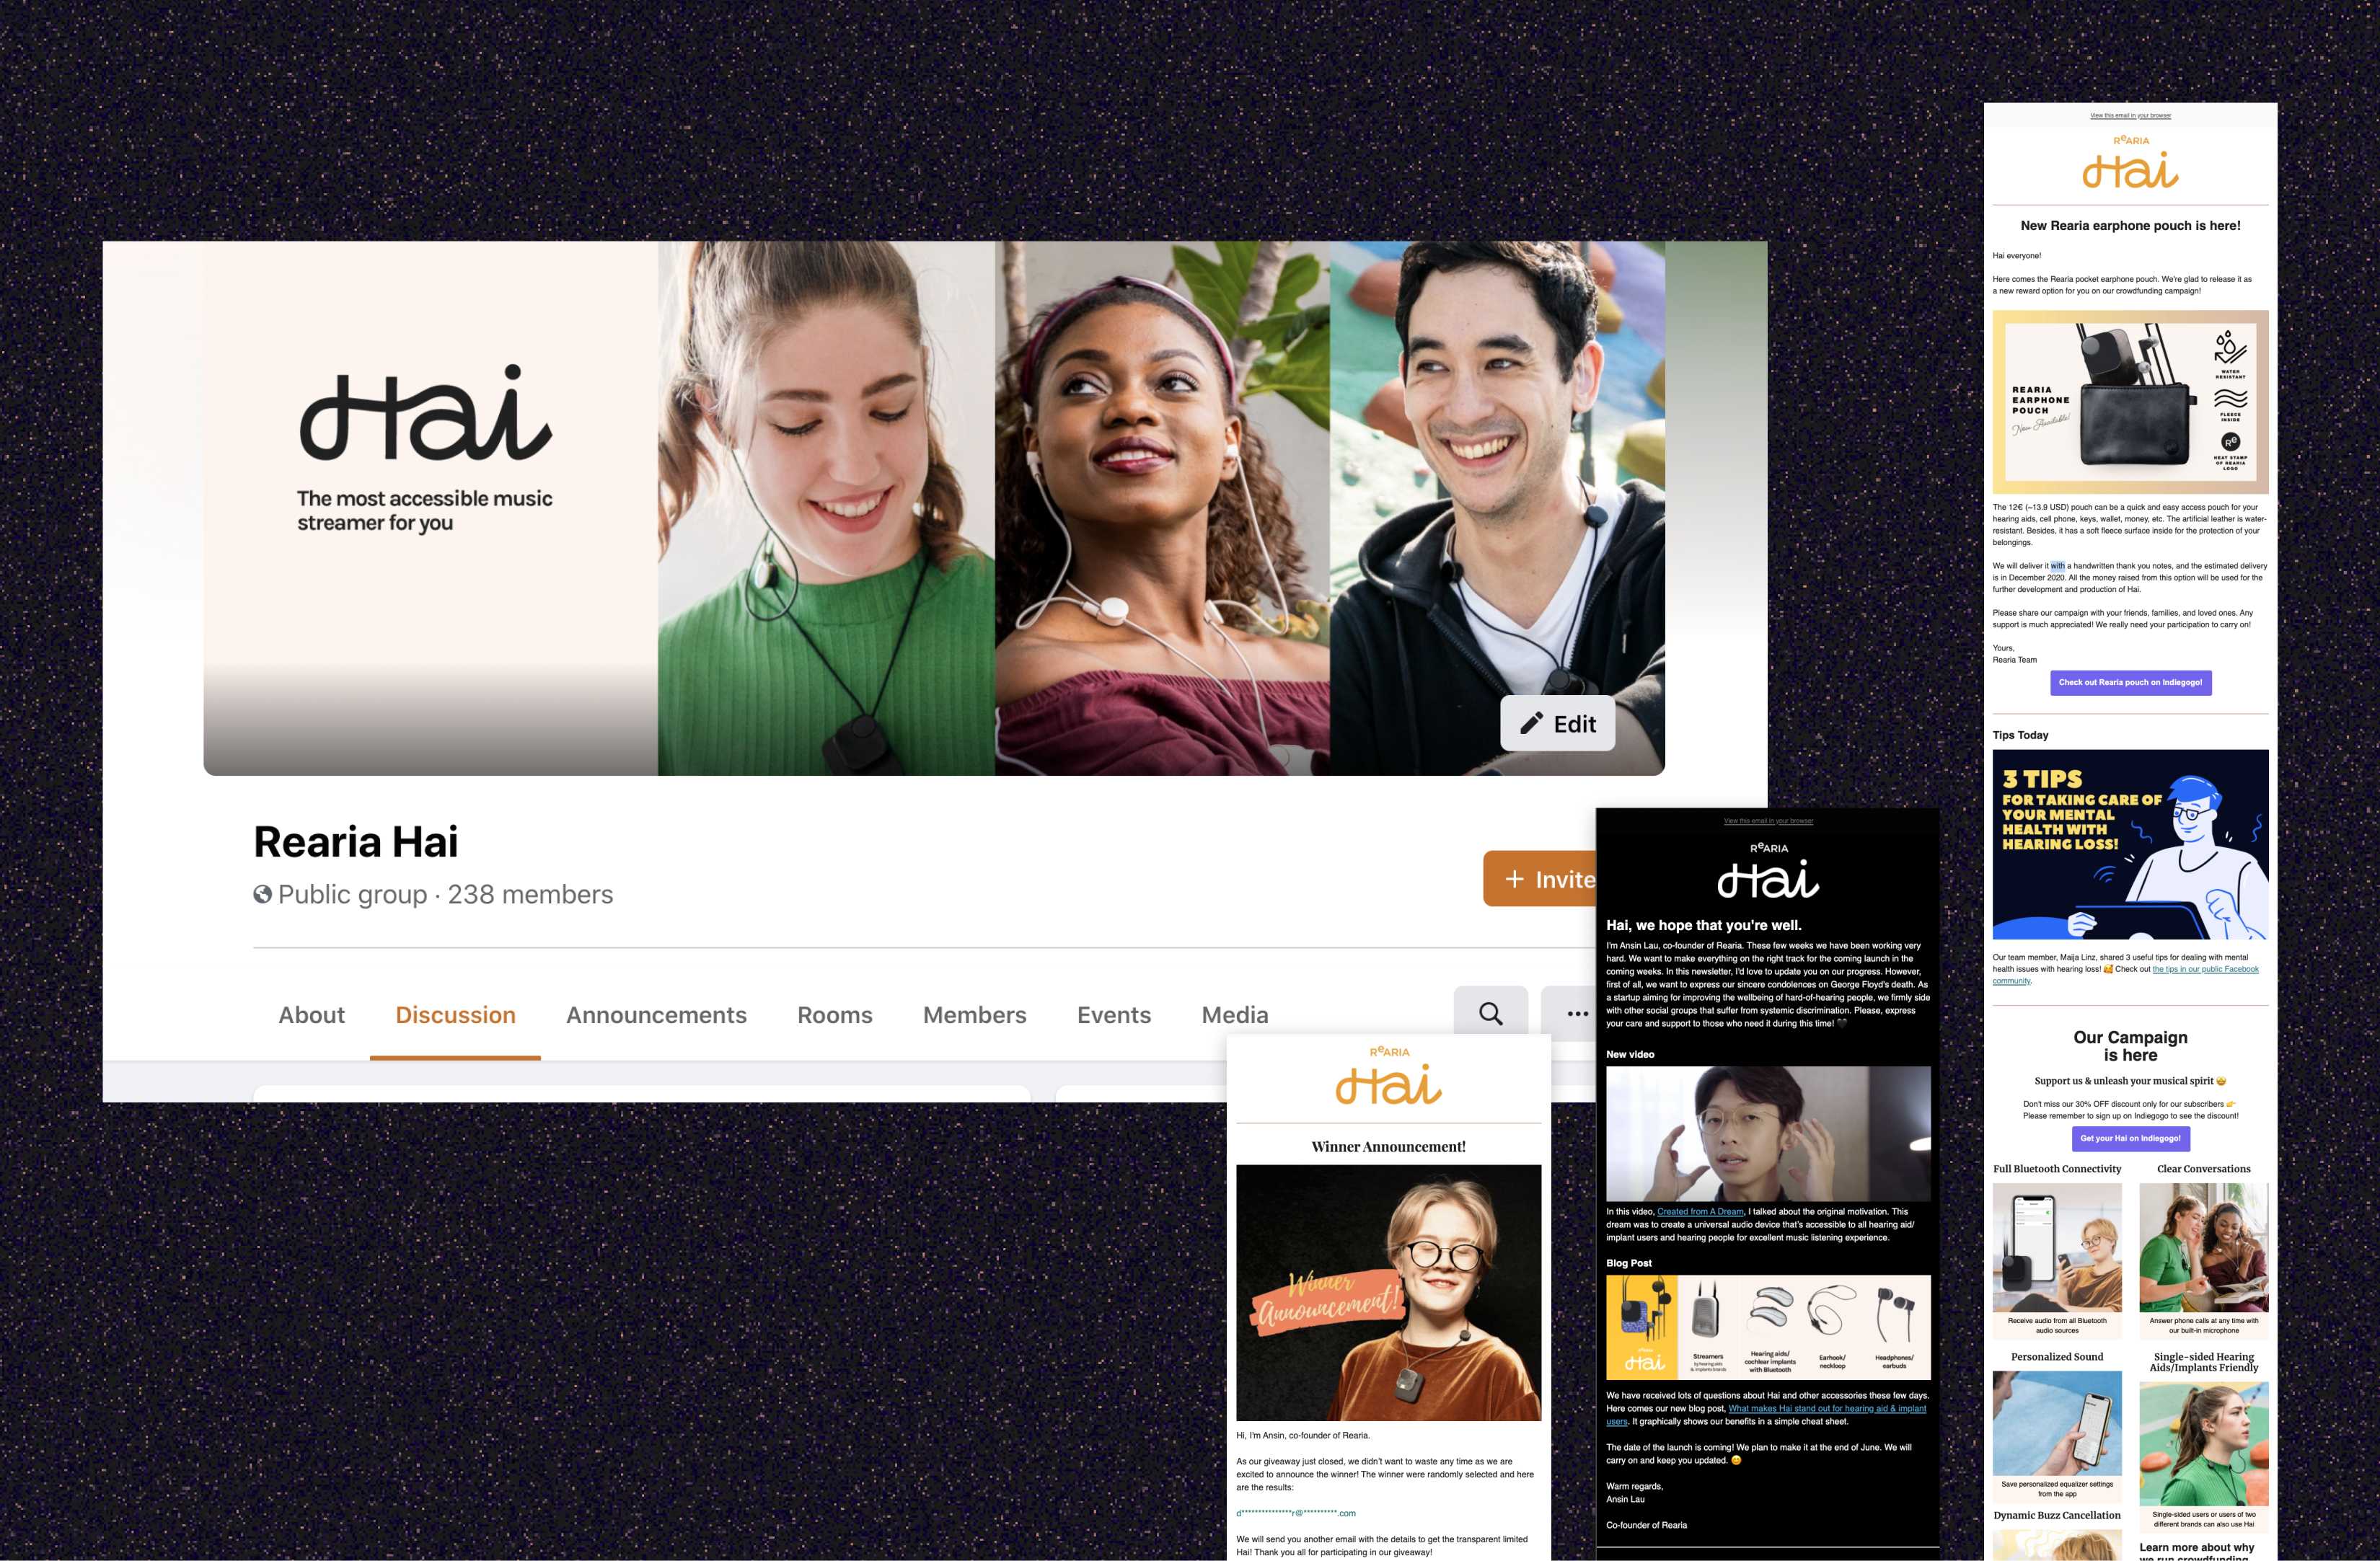 Hai
The most accessible music
streamer for you
Edit
Rearia Hai
Public group · 238 members
+ Invite
About
Discussion
Announcements
Rooms
Members
Events
Media
ReARIA
Hai
Winner Announcement!
Winner
Announcement!
Hi, I'm Ansin, co-founder of Rearia.
As our giveaway just closed, we didn't want to waste any time as we are
excited to announce the winner! The winner were randomly selected and here
are the results:
d***************r@**********.com
We will send you another email with the details to get the transparent limited
Hai! Thank you all for participating in our giveaway!
View this email in your browser
ReARIA
Hai
Hai, we hope that you're well.
I'm Ansin Lau, co-founder of Rearia. These few weeks we have been working very
hard. We want to make everything on the right track for the coming launch in the
coming weeks. In this newsletter, I'd love to update you on our progress. However,
first of all, we want to express our sincere condolences on George Floyd's death. As
a startup aiming for improving the wellbeing of hard-of-hearing people, we firmly side
with other social groups that suffer from systemic discrimination. Please, express
your care and support to those who need it during this time! 🖤
New video
In this video, Created from A Dream, I talked about the original motivation. This
dream was to create a universal audio device that's accessible to all hearing aid/
implant users and hearing people for excellent music listening experience.
Blog Post
Hai
Streamers
by hearing aids
& implants brands
Hearing aids/
cochlear implants
with Bluetooth
Earhook/
neckloop
Headphones/
earbuds
We have received lots of questions about Hai and other accessories these few days.
Here comes our new blog post, What makes Hai stand out for hearing aid & implant
users. It graphically shows our benefits in a simple cheat sheet.
The date of the launch is coming! We plan to make it at the end of June. We will
carry on and keep you updated. 😊
Warm regards,
Ansin Lau
Co-founder of Rearia
View this email in your browser
ReARIA
Hai
New Rearia earphone pouch is here!
Hai everyone!
Here comes the Rearia pocket earphone pouch. We're glad to release it as
a new reward option for you on our crowdfunding campaign!
REARIA
EARPHONE
POUCH
Now Available!
WATER
RESISTANT
FLEECE
INSIDE
Re
HEAT STAMP
OF REARIA
LOGO
The 12€ (~13.9 USD) pouch can be a quick and easy access pouch for your
hearing aids, cell phone, keys, wallet, money, etc. The artificial leather is water-
resistant. Besides, it has a soft fleece surface inside for the protection of your
belongings.
We will deliver it with a handwritten thank you notes, and the estimated delivery
is in December 2020. All the money raised from this option will be used for the
further development and production of Hai.
Please share our campaign with your friends, families, and loved ones. Any
support is much appreciated! We really need your participation to carry on!
Yours,
Rearia Team
Check out Rearia pouch on Indiegogo!
Tips Today
3 TIPS
FOR TAKING CARE OF
YOUR MENTAL
HEALTH WITH
HEARING LOSS!
Our team member, Maija Linz, shared 3 useful tips for dealing with mental
health issues with hearing loss! 🥰 Check out the tips in our public Facebook
community.
Our Campaign
is here
Support us & unleash your musical spirit 🤩
Don't miss our 30% OFF discount only for our subscribers 👉
Please remember to sign up on Indiegogo to see the discount!
Get your Hai on Indiegogo!
Full Bluetooth Connectivity
Receive audio from all Bluetooth
audio sources
Clear Conversations
Answer phone calls at any time with
our built-in microphone
Personalized Sound
Save personalized equalizer settings
from the app
Single-sided Hearing
Aids/Implants Friendly
Single-sided users or users of two
different brands can also use Hai
Dynamic Buzz Cancellation
Learn more about why
we run crowdfunding